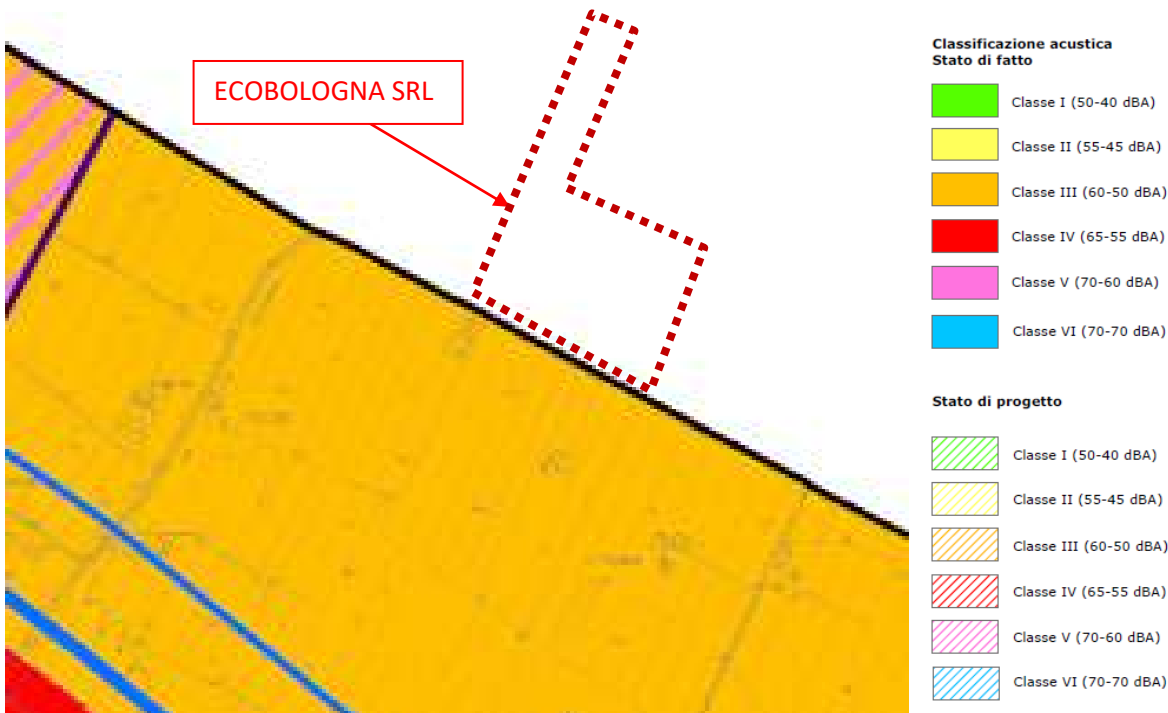 ECOBOLOGNA SRL
Classificazione acustica
Stato di fatto
Classe I (50-40 dBA)
Classe II (55-45 dBA)
Classe III (60-50 dBA)
Classe IV (65-55 dBA)
Classe V (70-60 dBA)
Classe VI (70-70 dBA)
Stato di progetto
Classe I (50-40 dBA)
Classe II (55-45 dBA)
Classe III (60-50 dBA)
Classe IV (65-55 dBA)
Classe V (70-60 dBA)
Classe VI (70-70 dBA)